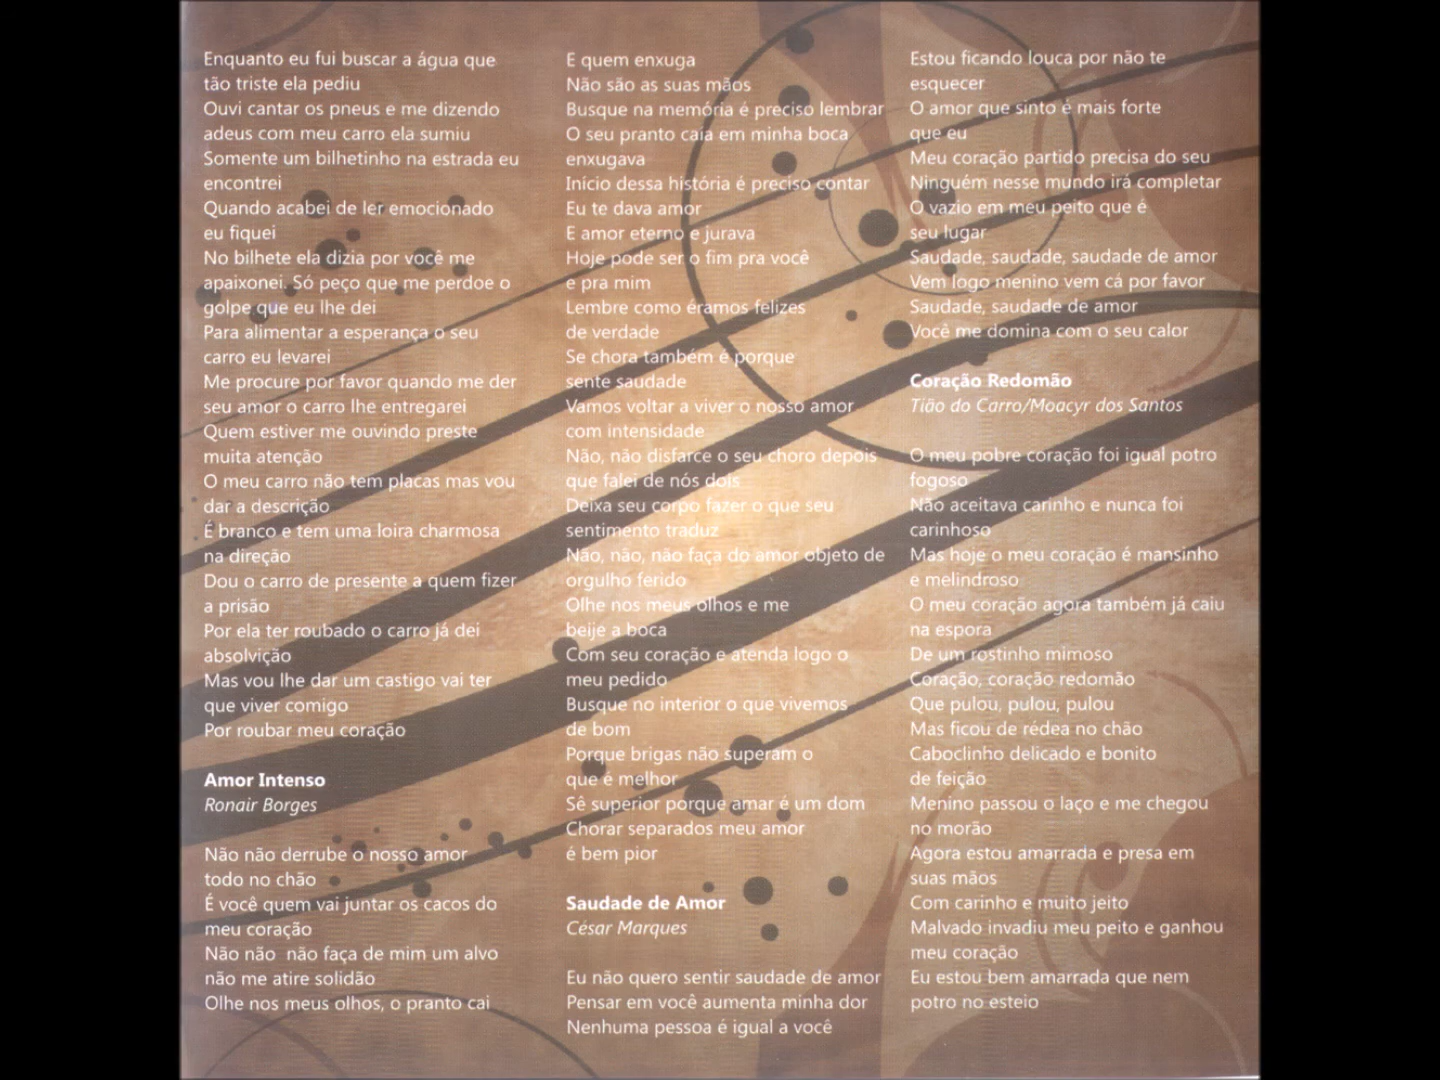 Enquanto eu fui buscar a água que
tão triste ela pediu
Ouvi cantar os pneus e me dizendo
adeus com meu carro ela sumiu
Somente um bilhetinho na estrada eu
encontrei
Quando acabei de ler emocionado
eu fiquei
No bilhete ela dizia por você me
apaixonei. Só peço que me perdoe o
golpe que eu lhe dei
Para alimentar a esperança o seu
carro eu levarei
Me procure por favor quando me der
seu amor o carro lhe entregarei
Quem estiver me ouvindo preste
muita atenção
O meu carro não tem placas mas vou
dar a descrição
É branco e tem uma loira charmosa
na direção
Dou o carro de presente a quem fizer
a prisão
Por ela ter roubado o carro já dei
absolvição
Mas vou lhe dar um castigo vai ter
que viver comigo
Por roubar meu coração
Amor Intenso
Ronair Borges
Não não derrube o nosso amor
todo no chão
É você quem vai juntar os cacos do
meu coração
Não não não faça de mim um alvo
não me atire solidão
Olhe nos meus olhos, o pranto cai
E quem enxuga
Não são as suas mãos
Busque na memória é preciso lembrar
O seu pranto caia em minha boca
enxugava
Início dessa história é preciso contar
Eu te dava amor
E amor eterno e jurava
Hoje pode ser o fim pra você
e pra mim
Lembre como éramos felizes
de verdade
Se chora também é porque
sente saudade
Vamos voltar a viver o nosso amor
com intensidade
Não, não disfarce o seu choro depois
que falei de nós dois
Deixa seu corpo fazer o que seu
sentimento traduz
Não, não, não faça do amor objeto de
orgulho ferido
Olhe nos meus olhos e me
beije a boca
Com seu coração e atenda logo o
meu pedido
Busque no interior o que vivemos
de bom
Porque brigas não superam o
que é melhor
Sê superior porque amar é um dom
Chorar separados meu amor
é bem pior
Saudade de Amor
César Marques
Eu não quero sentir saudade de amor
Pensar em você aumenta minha dor
Nenhuma pessoa é igual a você
Estou ficando louca por não te
esquecer
O amor que sinto é mais forte
que eu
Meu coração partido precisa do seu
Ninguém nesse mundo irá completar
O vazio em meu peito que é
seu lugar
Saudade, saudade, saudade de amor
Vem logo menino vem cá por favor
Saudade, saudade de amor
Você me domina com o seu calor
Coração Redomão
Tião do Carro/Moacyr dos Santos
O meu pobre coração foi igual potro
fogoso
Não aceitava carinho e nunca foi
carinhoso
Mas hoje o meu coração é mansinho
e melindroso
O meu coração agora também já caiu
na espora
De um rostinho mimoso
Coração, coração redomão
Que pulou, pulou, pulou
Mas ficou de rédea no chão
Caboclinho delicado e bonito
de feição
Menino passou o laço e me chegou
no morão
Agora estou amarrada e presa em
suas mãos
Com carinho e muito jeito
Malvado invadiu meu peito e ganhou
meu coração
Eu estou bem amarrada que nem
potro no esteio